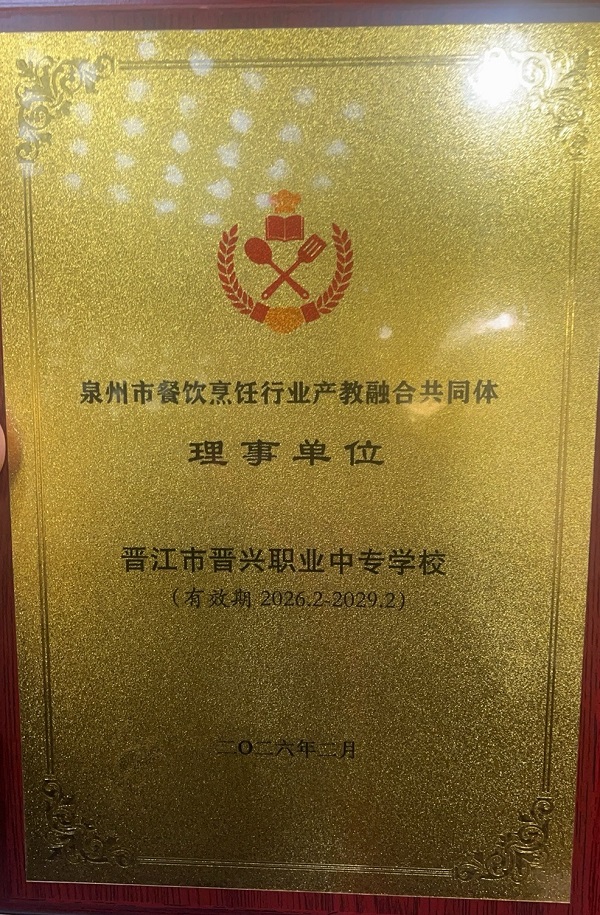 泉州市餐饮烹饪行业产教融合共同体
理事单位
晋江市晋兴职业中专学校
（有效期 2026.2-2029.2）
二〇二六年二月